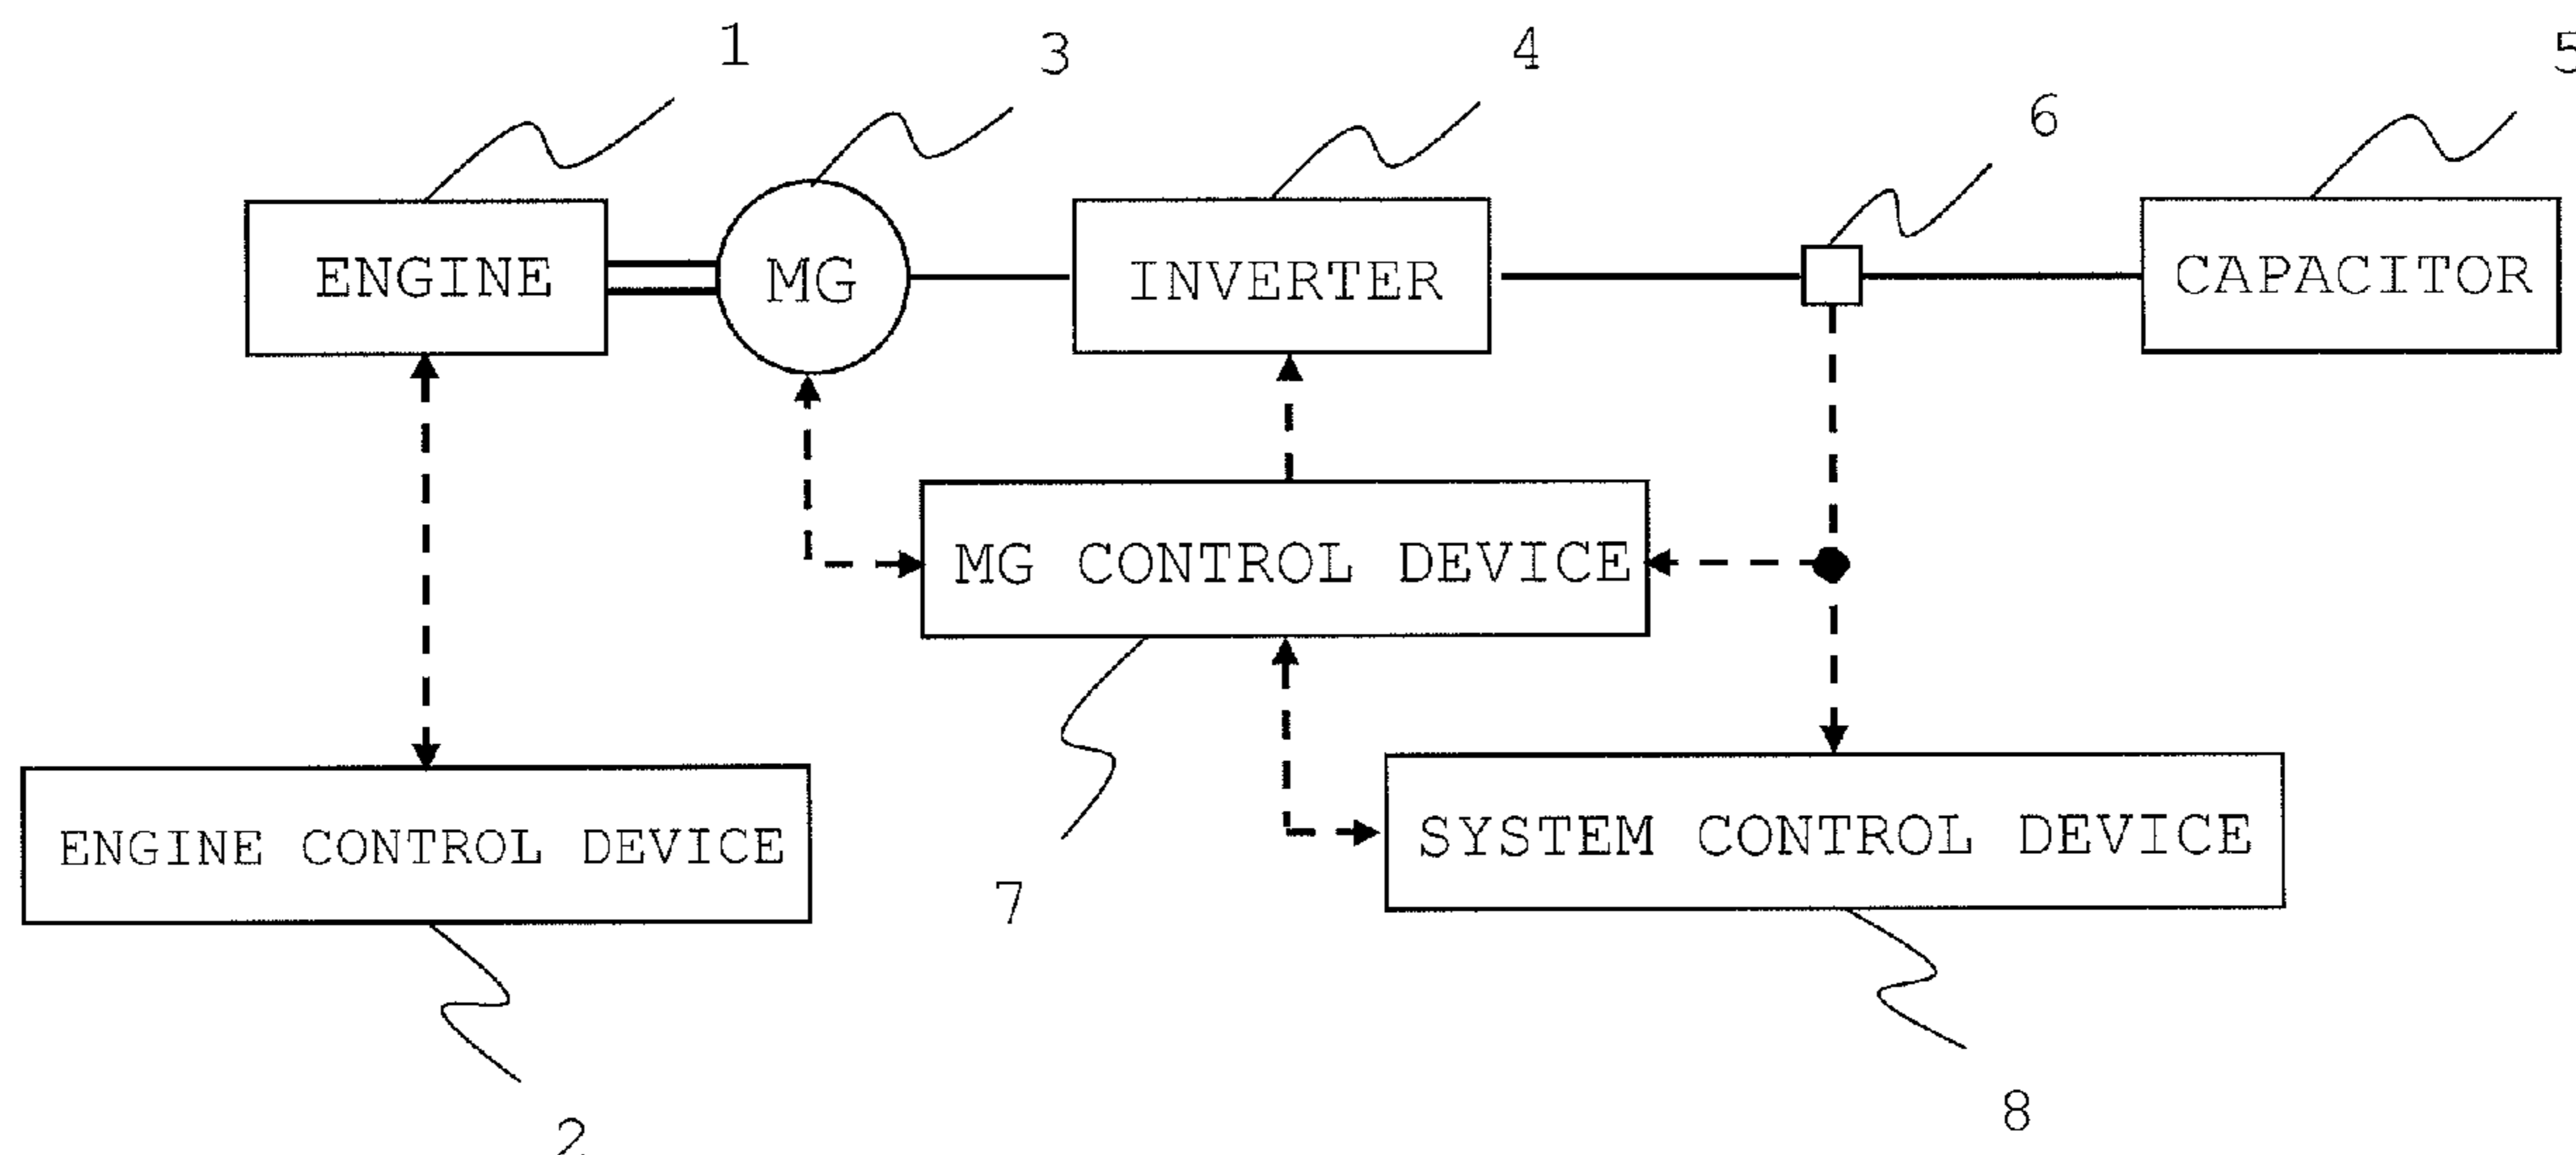 1
3
4
5
6
ENGINE
MG
INVERTER
CAPACITOR
MG CONTROL DEVICE
ENGINE CONTROL DEVICE
SYSTEM CONTROL DEVICE
7
2
8